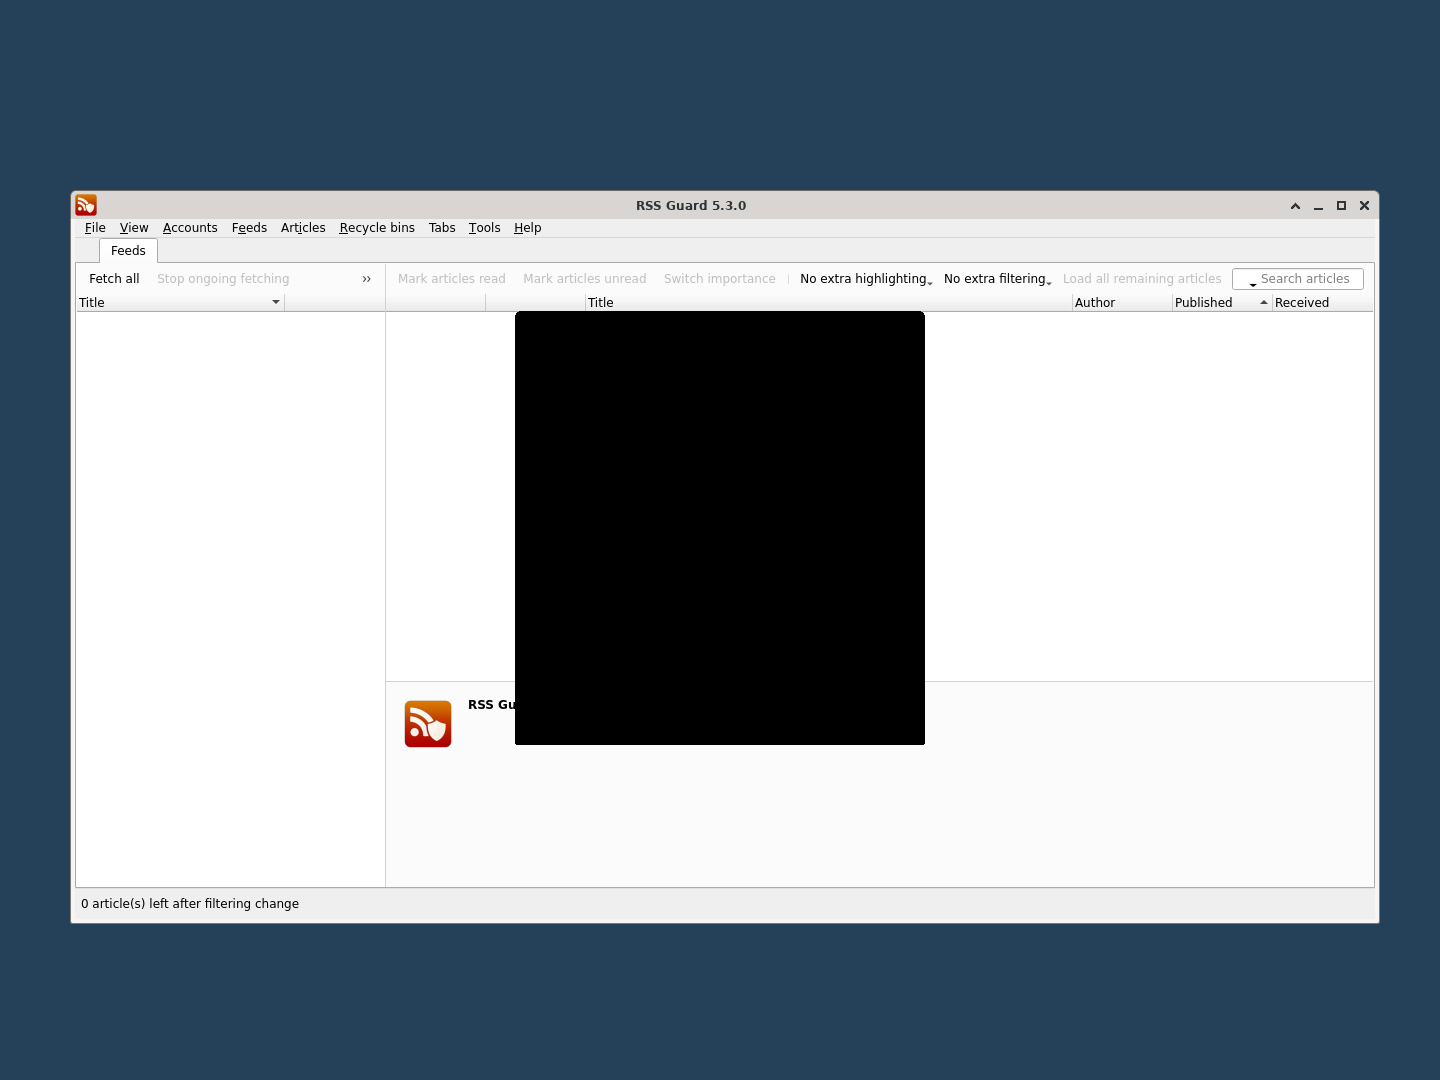 RSS Guard 5.3.0
File View Accounts Feeds Articles Recycle bins Tabs Tools Help
Feeds
Fetch all Stop ongoing fetching ›› Mark articles read Mark articles unread Switch importance No extra highlighting No extra filtering Load all remaining articles Search articles
Title Title Author Published Received
RSS Gu
0 article(s) left after filtering change